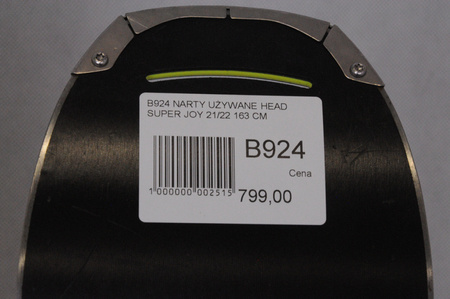 B924 NARTY UŻYWANE HEAD
SUPER JOY 21/22 163 CM
B924
Cena
1 000000 002515
799,00